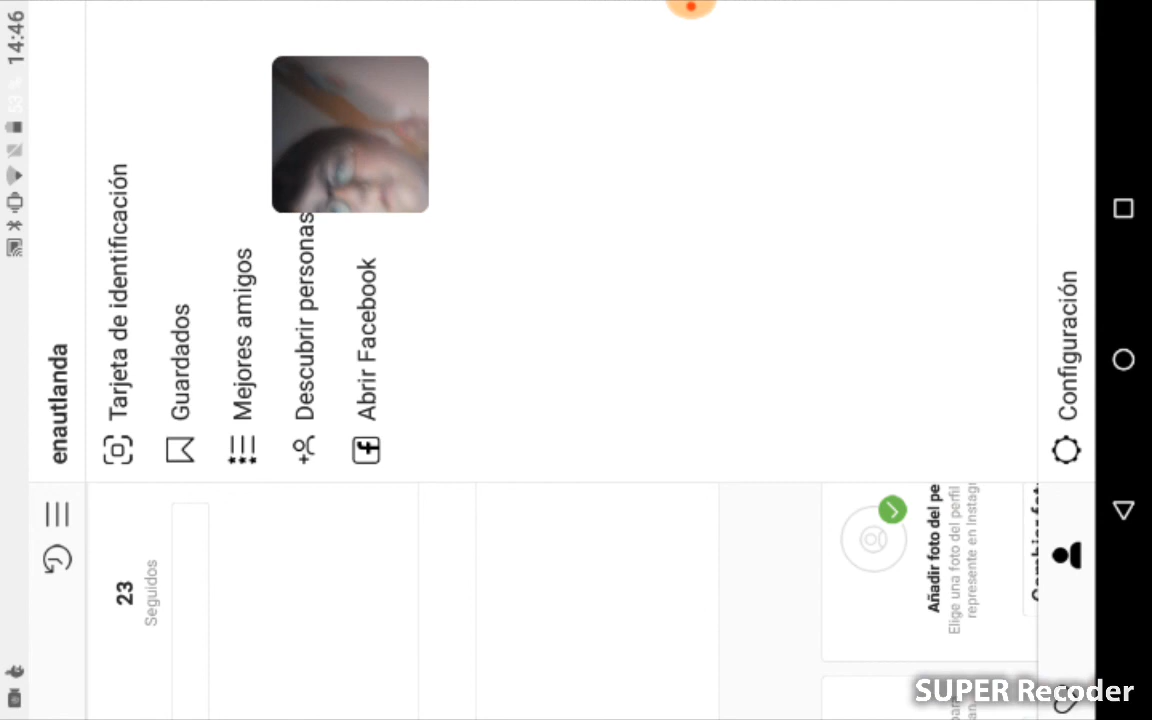 14:46
53 %
enautlanda
Tarjeta de identificación
Guardados
Mejores amigos
Descubrir personas
Abrir Facebook
Configuración
23
Seguidos
Añadir foto del pe
Elige una foto del perfil
represente en Instag
SUPER Recoder